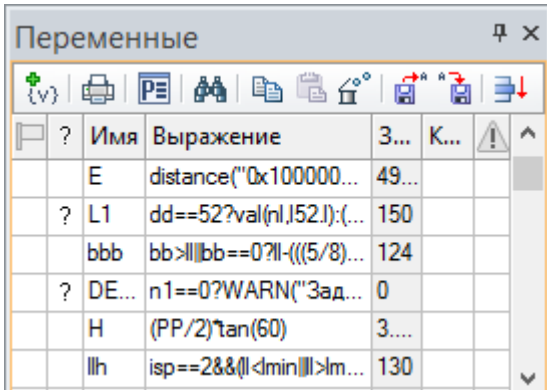 Переменные
? Имя Выражение З... К...
E distance("0x100000... 49...
? L1 dd==52?val(nl,l52.l):(... 150
bbb bb>ll||bb==0?ll-(((5/8)... 124
? DE... n1==0?WARN("Зад... 0
H (PP/2)*tan(60) 3....
llh isp==2&&(ll<lmin||ll>lm... 130